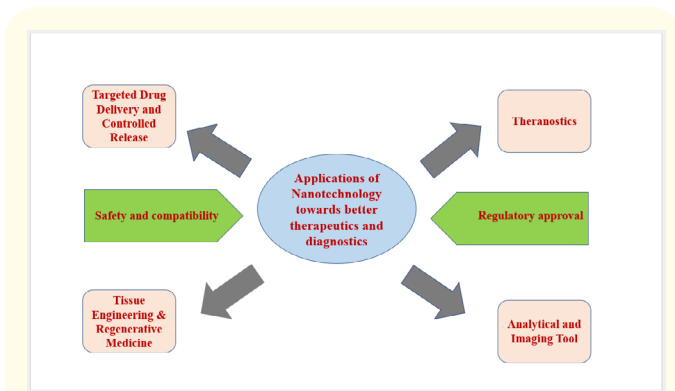 Targeted Drug
Delivery and
Controlled
Release
Theranostics
Applications of
Nanotechnology
towards better
therapeutics and
diagnostics
Safety and compatibility
Regulatory approval
Tissue
Engineering &
Regenerative
Medicine
Analytical and
Imaging Tool